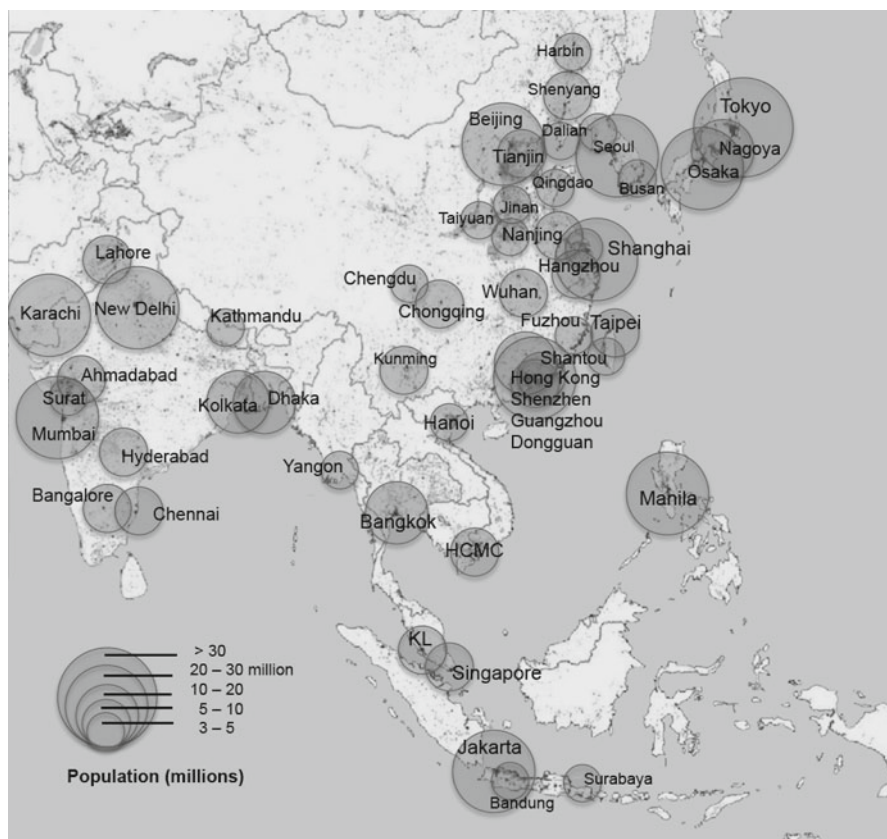 Harbin
Shenyang
Beijing
Dalian
Tokyo
Tianjin
Seoul
Nagoya
Osaka
Qingdao
Busan
Jinan
Taiyuan
Nanjing
Shanghai
Lahore
Hangzhou
Chengdu
Wuhan
Karachi
New Delhi
Kathmandu
Chongqing
Fuzhou
Taipei
Kunming
Shantou
Ahmadabad
Hong Kong
Surat
Kolkata
Dhaka
Shenzhen
Hanoi
Guangzhou
Mumbai
Dongguan
Hyderabad
Yangon
Bangalore
Manila
Chennai
Bangkok
HCMC
KL
> 30
20 – 30 million
Singapore
10 – 20
5 – 10
3 – 5
Jakarta
Population (millions)
Surabaya
Bandung